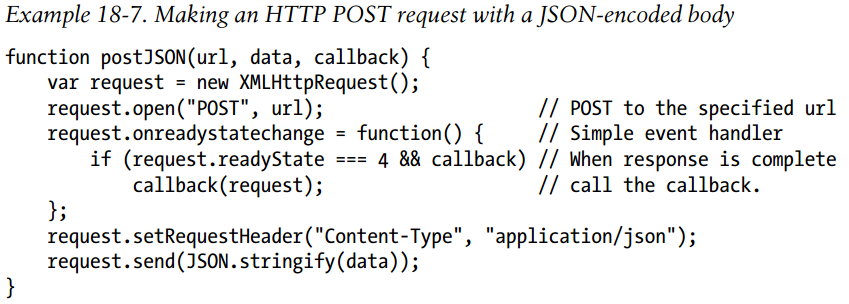 Example 18-7. Making an HTTP POST request with a JSON-encoded body
function postJSON(url, data, callback) {
    var request = new XMLHttpRequest();
    request.open("POST", url);                    // POST to the specified url
    request.onreadystatechange = function() {     // Simple event handler
        if (request.readyState === 4 && callback) // When response is complete
            callback(request);                    // call the callback.
    };
    request.setRequestHeader("Content-Type", "application/json");
    request.send(JSON.stringify(data));
}